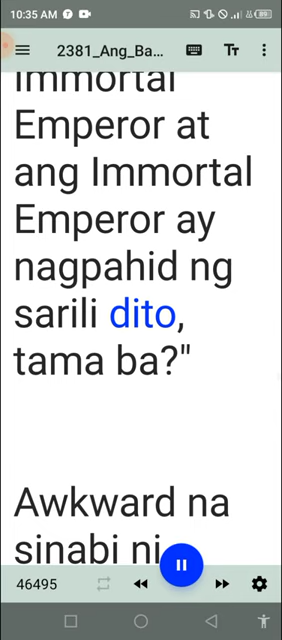 10:35 AM
2381_Ang_Ba...
Immortal
Emperor at
ang Immortal
Emperor ay
nagpahid ng
sarili dito,
tama ba?"
Awkward na
sinabi ni
46495